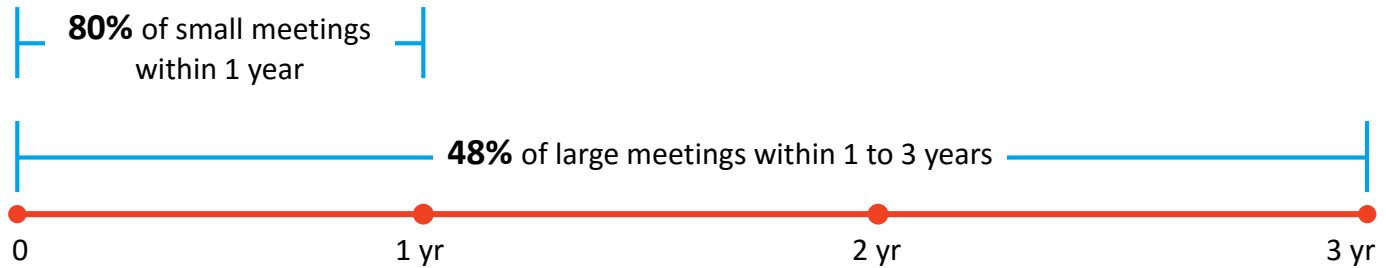 80% of small meetings
within 1 year
48% of large meetings within 1 to 3 years
0 1 yr 2 yr 3 yr